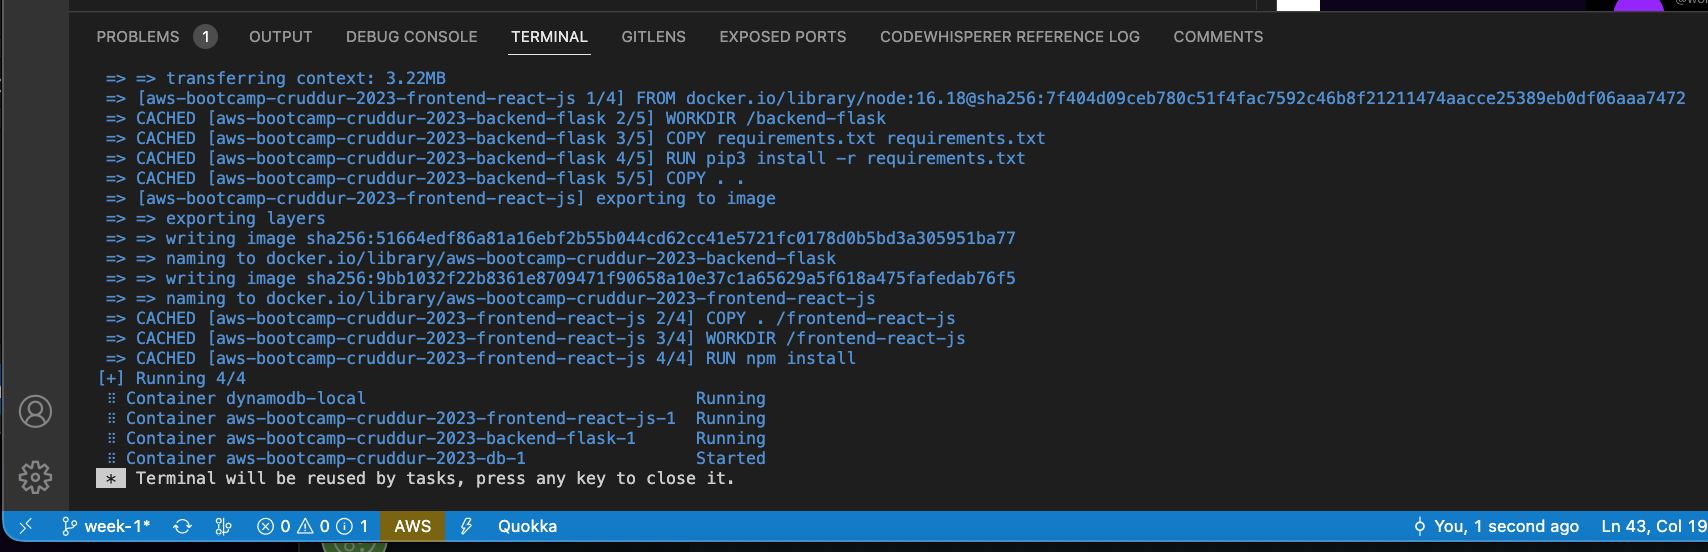 PROBLEMS 1 OUTPUT DEBUG CONSOLE TERMINAL GITLENS EXPOSED PORTS CODEWHISPERER REFERENCE LOG COMMENTS
=> => transferring context: 3.22MB
=> [aws-bootcamp-cruddur-2023-frontend-react-js 1/4] FROM docker.io/library/node:16.18@sha256:7f404d09ceb780c51f4fac7592c46b8f21211474aacce25389eb0df06aaa7472
=> CACHED [aws-bootcamp-cruddur-2023-backend-flask 2/5] WORKDIR /backend-flask
=> CACHED [aws-bootcamp-cruddur-2023-backend-flask 3/5] COPY requirements.txt requirements.txt
=> CACHED [aws-bootcamp-cruddur-2023-backend-flask 4/5] RUN pip3 install -r requirements.txt
=> CACHED [aws-bootcamp-cruddur-2023-backend-flask 5/5] COPY . .
=> [aws-bootcamp-cruddur-2023-frontend-react-js] exporting to image
=> => exporting layers
=> => writing image sha256:51664edf86a81a16ebf2b55b044cd62cc41e5721fc0178d0b5bd3a305951ba77
=> => naming to docker.io/library/aws-bootcamp-cruddur-2023-backend-flask
=> => writing image sha256:9bb1032f22b8361e8709471f90658a10e37c1a65629a5f618a475fafedab76f5
=> => naming to docker.io/library/aws-bootcamp-cruddur-2023-frontend-react-js
=> CACHED [aws-bootcamp-cruddur-2023-frontend-react-js 2/4] COPY . /frontend-react-js
=> CACHED [aws-bootcamp-cruddur-2023-frontend-react-js 3/4] WORKDIR /frontend-react-js
=> CACHED [aws-bootcamp-cruddur-2023-frontend-react-js 4/4] RUN npm install
[+] Running 4/4
⠿ Container dynamodb-local Running
⠿ Container aws-bootcamp-cruddur-2023-frontend-react-js-1 Running
⠿ Container aws-bootcamp-cruddur-2023-backend-flask-1 Running
⠿ Container aws-bootcamp-cruddur-2023-db-1 Started
* Terminal will be reused by tasks, press any key to close it.
week-1* 0 0 1 AWS Quokka You, 1 second ago Ln 43, Col 19